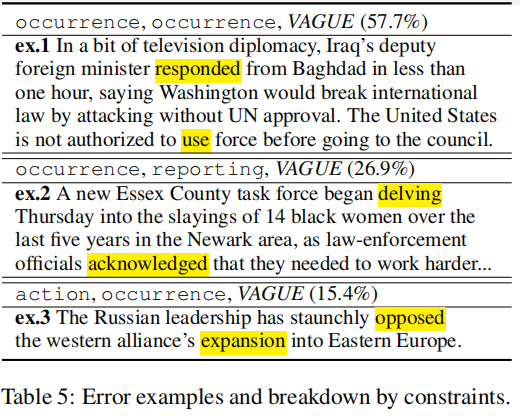 occurrence, occurrence, VAGUE (57.7%)
ex.1 In a bit of television diplomacy, Iraq's deputy
foreign minister responded from Baghdad in less than
one hour, saying Washington would break international
law by attacking without UN approval. The United States
is not authorized to use force before going to the council.
occurrence, reporting, VAGUE (26.9%)
ex.2 A new Essex County task force began delving
Thursday into the slayings of 14 black women over the
last five years in the Newark area, as law-enforcement
officials acknowledged that they needed to work harder...
action, occurrence, VAGUE (15.4%)
ex.3 The Russian leadership has staunchly opposed
the western alliance's expansion into Eastern Europe.
Table 5: Error examples and breakdown by constraints.